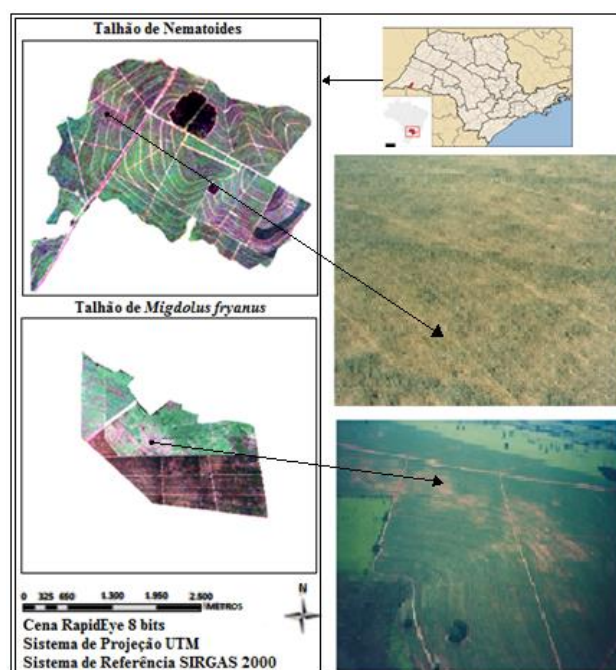 Talhão de Nematoides
Talhão de Migdolus fryanus
0 325 650 1.300 1.950 2.600
METROS
N
Cena RapidEye 8 bits
Sistema de Projeção UTM
Sistema de Referência SIRGAS 2000